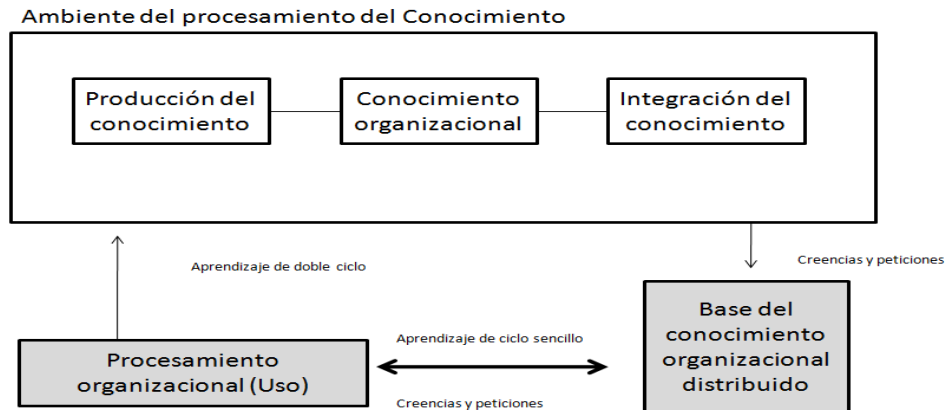 Ambiente del procesamiento del Conocimiento
Producción del
conocimiento
Conocimiento
organizacional
Integración del
conocimiento
Aprendizaje de doble ciclo
Creencias y peticiones
Base del
conocimiento
organizacional
distribuido
Aprendizaje de ciclo sencillo
Procesamiento
organizacional (Uso)
Creencias y peticiones